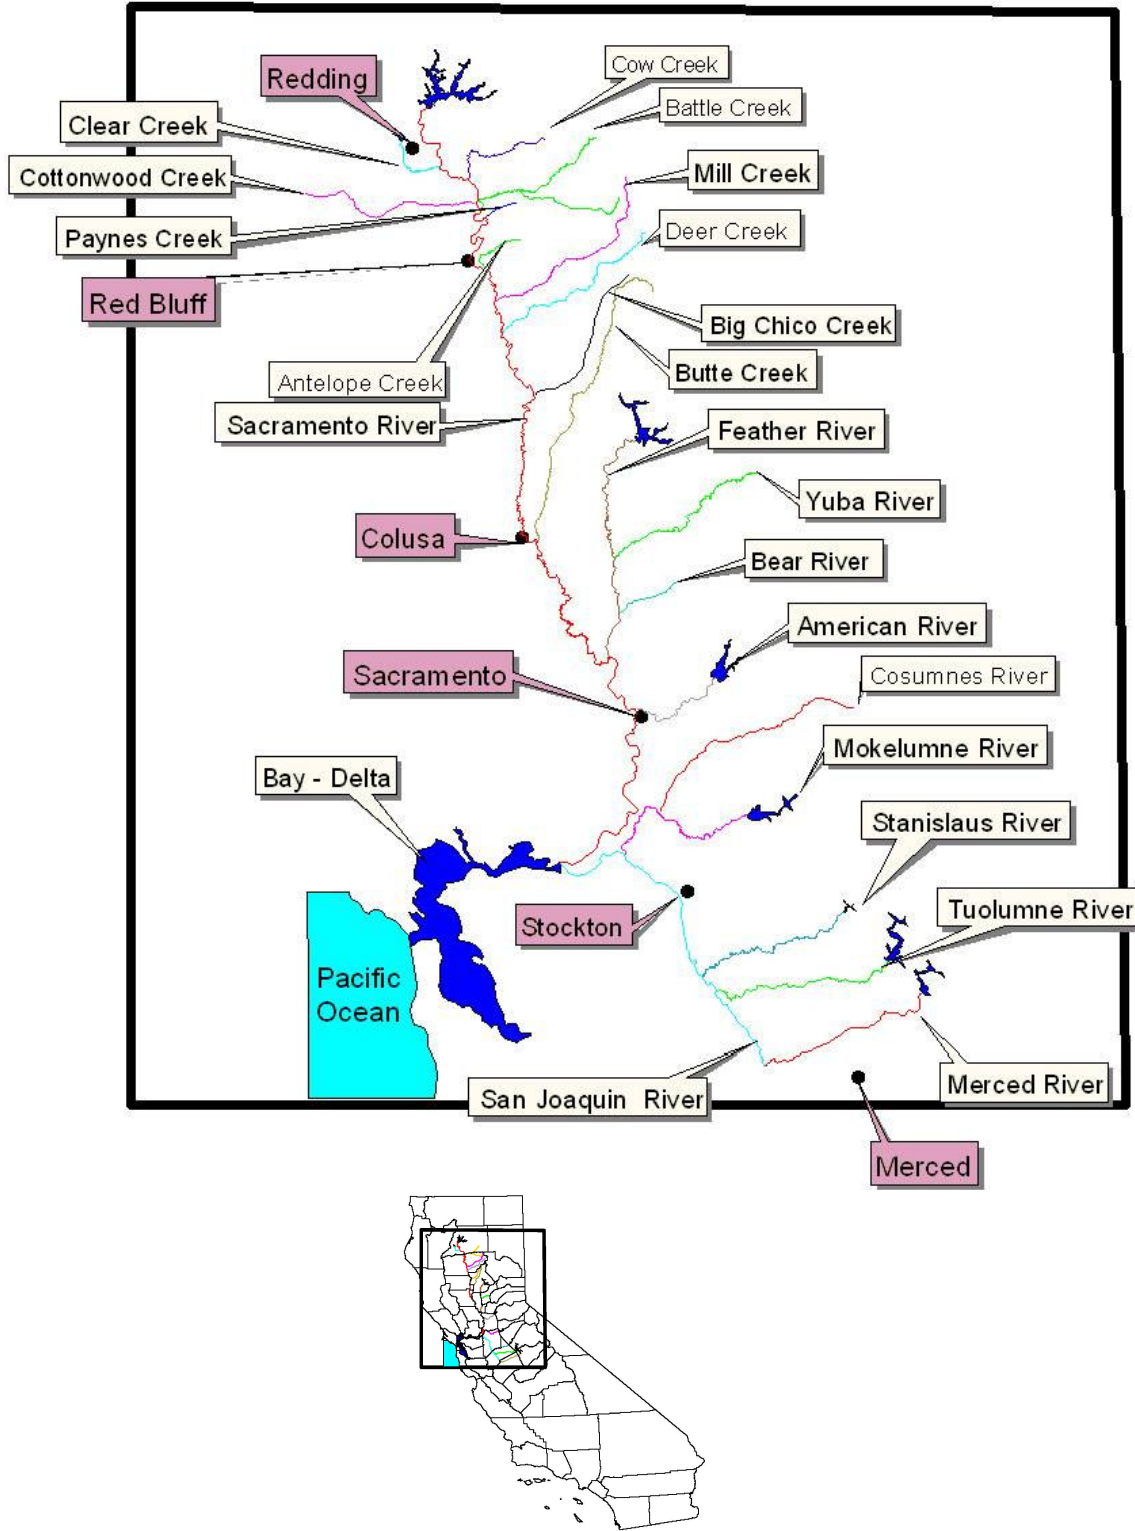 Cow Creek
Redding
Battle Creek
Clear Creek
Cottonwood Creek
Mill Creek
Paynes Creek
Deer Creek
Red Bluff
Big Chico Creek
Antelope Creek
Butte Creek
Sacramento River
Feather River
Yuba River
Colusa
Bear River
American River
Sacramento
Cosumnes River
Mokelumne River
Bay - Delta
Stanislaus River
Tuolumne River
Stockton
Pacific
Ocean
Merced River
San Joaquin River
Merced